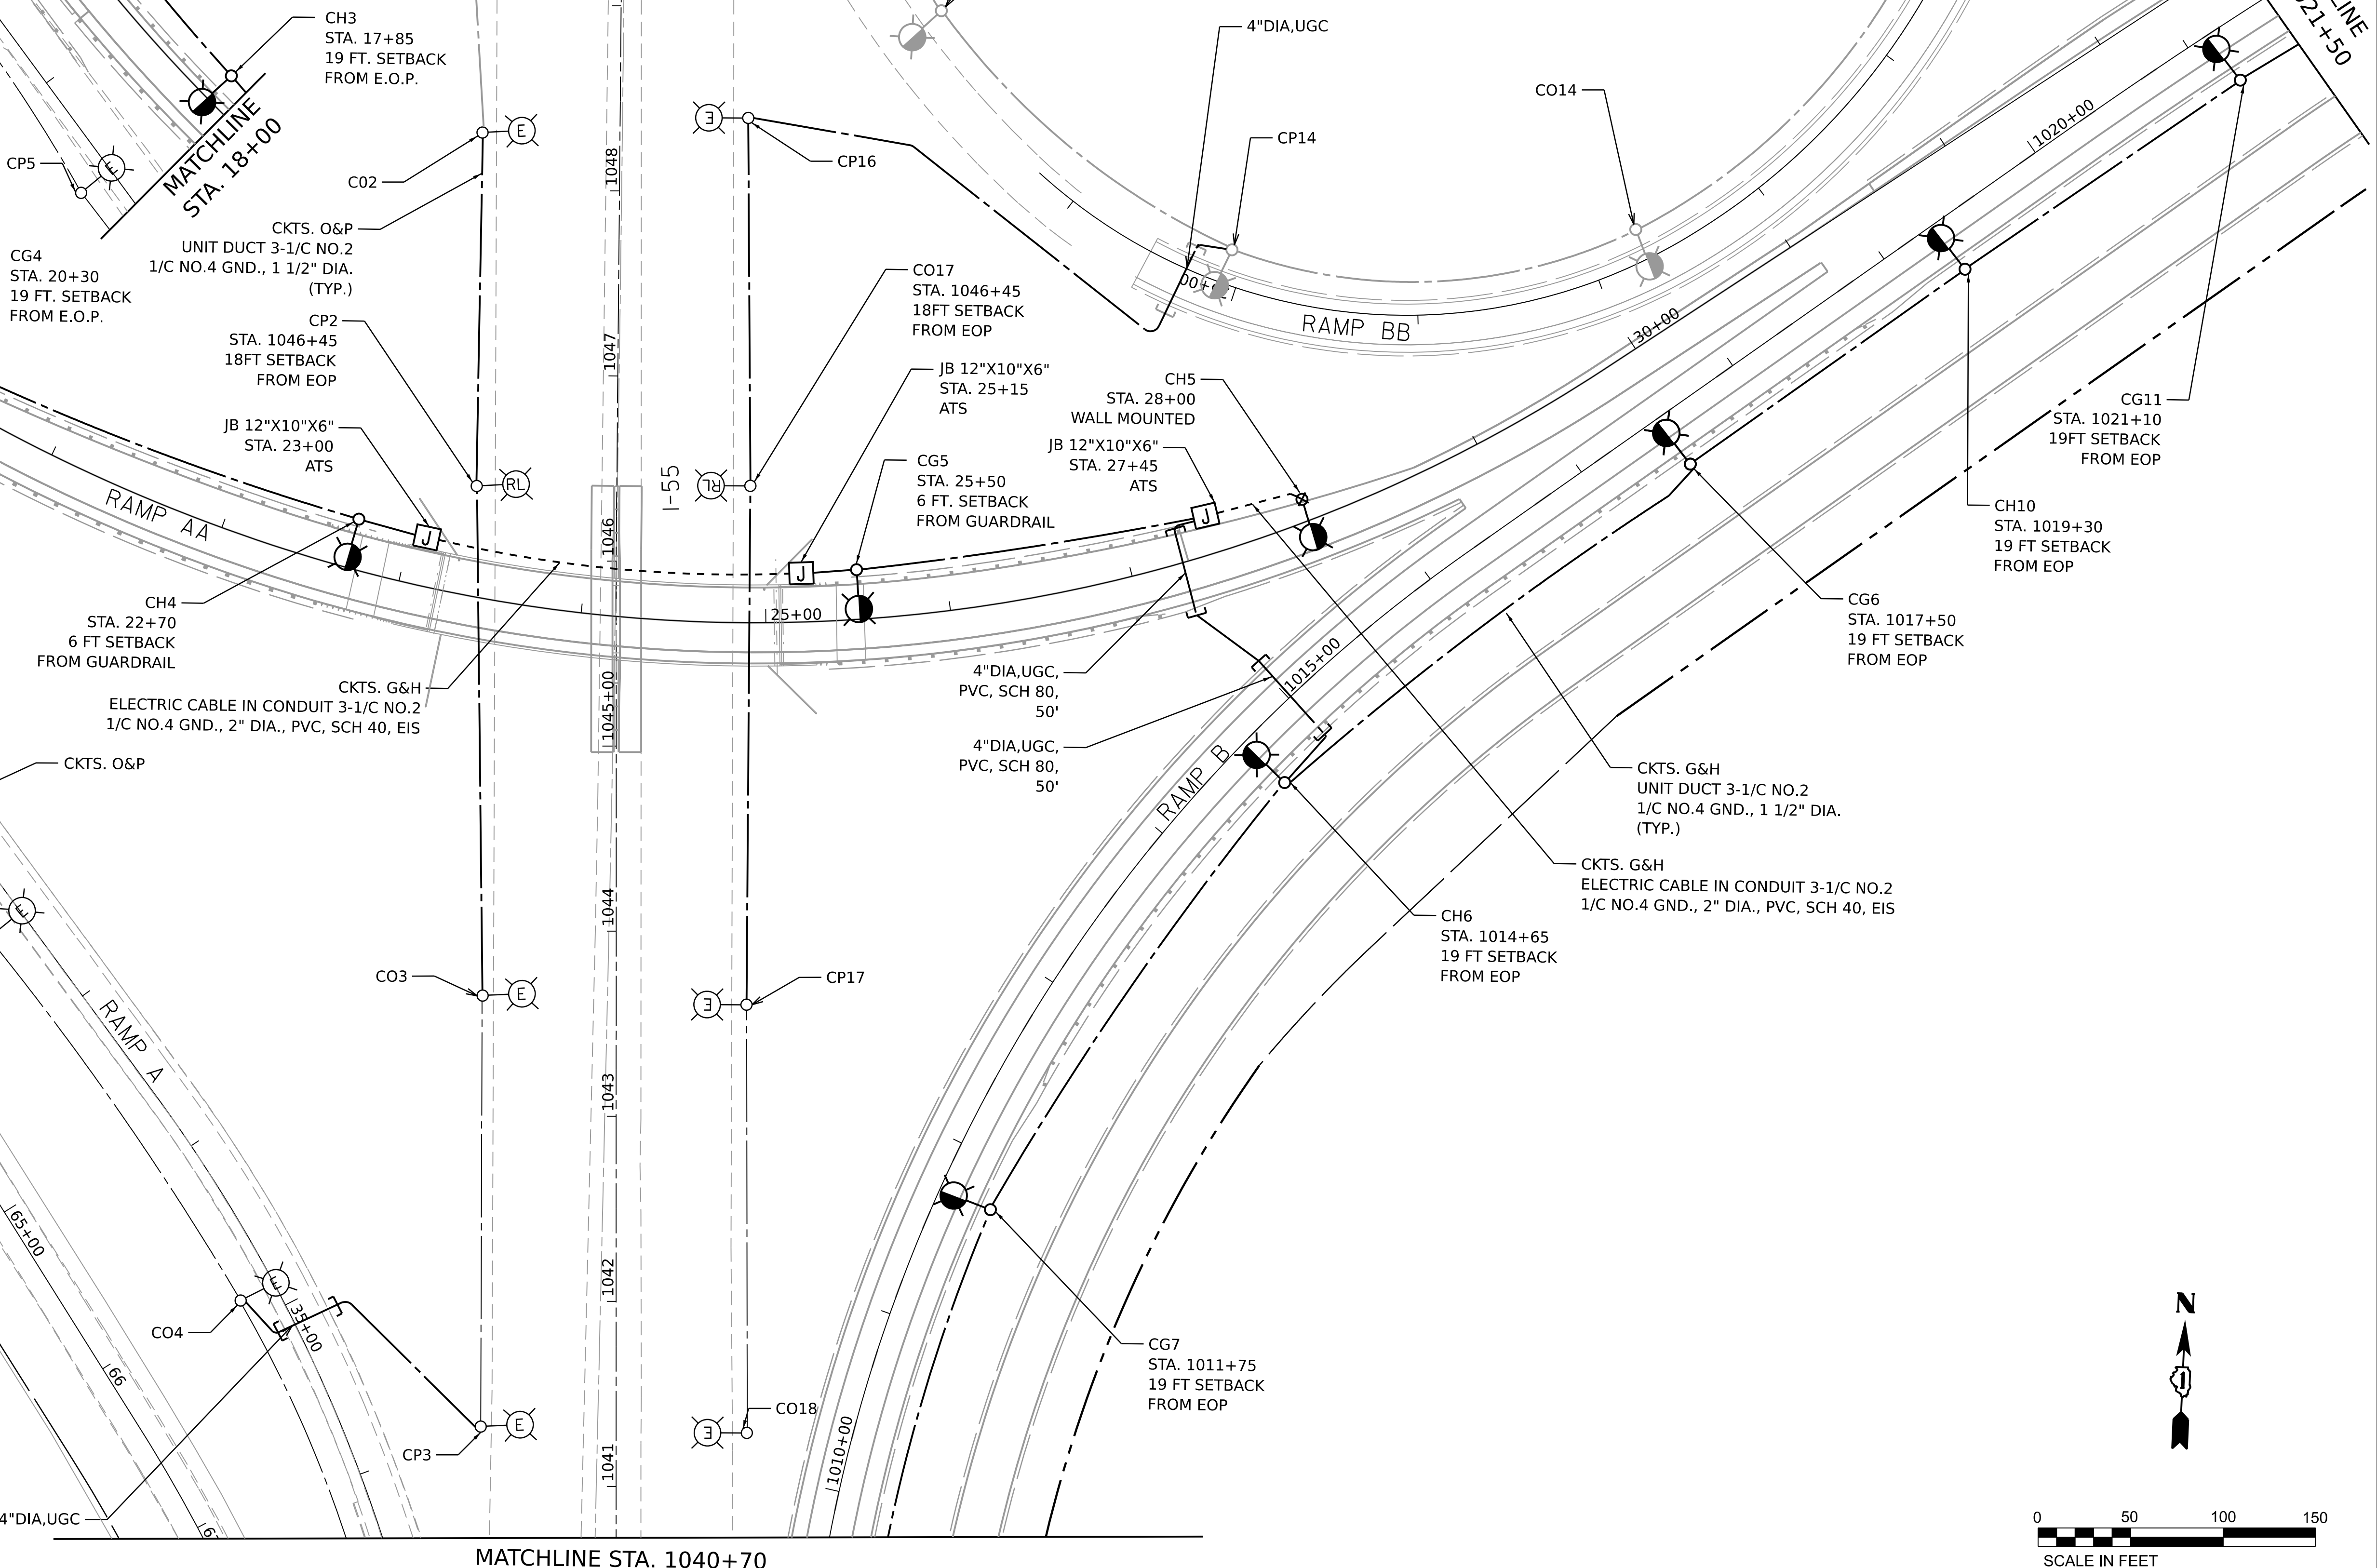 CH3
STA. 17+85
19 FT. SETBACK
FROM E.O.P.
MATCHLINE
STA. 18+00
CP5
E
CG4
STA. 20+30
19 FT. SETBACK
FROM E.O.P.
C02
E
CKTS. O&P
UNIT DUCT 3-1/C NO.2
1/C NO.4 GND., 1 1/2" DIA.
(TYP.)
CP2
STA. 1046+45
18FT SETBACK
FROM EOP
RL
JB 12"X10"X6"
STA. 23+00
ATS
J
RAMP AA
CH4
STA. 22+70
6 FT SETBACK
FROM GUARDRAIL
CKTS. G&H
ELECTRIC CABLE IN CONDUIT 3-1/C NO.2
1/C NO.4 GND., 2" DIA., PVC, SCH 40, EIS
CKTS. O&P
1048
1047
1046
1045+00
1044
1043
1042
1041
I-55
E
CP16
CO17
STA. 1046+45
18FT SETBACK
FROM EOP
RL
JB 12"X10"X6"
STA. 25+15
ATS
J
CG5
STA. 25+50
6 FT. SETBACK
FROM GUARDRAIL
25+00
4"DIA,UGC
CP14
CO14
RAMP BB'
30+00
CH5
STA. 28+00
WALL MOUNTED
JB 12"X10"X6"
STA. 27+45
ATS
J
4"DIA,UGC,
PVC, SCH 80,
50'
4"DIA,UGC,
PVC, SCH 80,
50'
1015+00
RAMP B
1020+00
21+50
CG11
STA. 1021+10
19FT SETBACK
FROM EOP
CH10
STA. 1019+30
19 FT SETBACK
FROM EOP
CG6
STA. 1017+50
19 FT SETBACK
FROM EOP
CKTS. G&H
UNIT DUCT 3-1/C NO.2
1/C NO.4 GND., 1 1/2" DIA.
(TYP.)
CKTS. G&H
ELECTRIC CABLE IN CONDUIT 3-1/C NO.2
1/C NO.4 GND., 2" DIA., PVC, SCH 40, EIS
CH6
STA. 1014+65
19 FT SETBACK
FROM EOP
CO3
E
E
CP17
E
RAMP A
65+00
66
E
35+00
CO4
4"DIA,UGC
CP3
E
E
CO18
1010+00
CG7
STA. 1011+75
19 FT SETBACK
FROM EOP
MATCHLINE STA. 1040+70
N
1
0 50 100 150
SCALE IN FEET